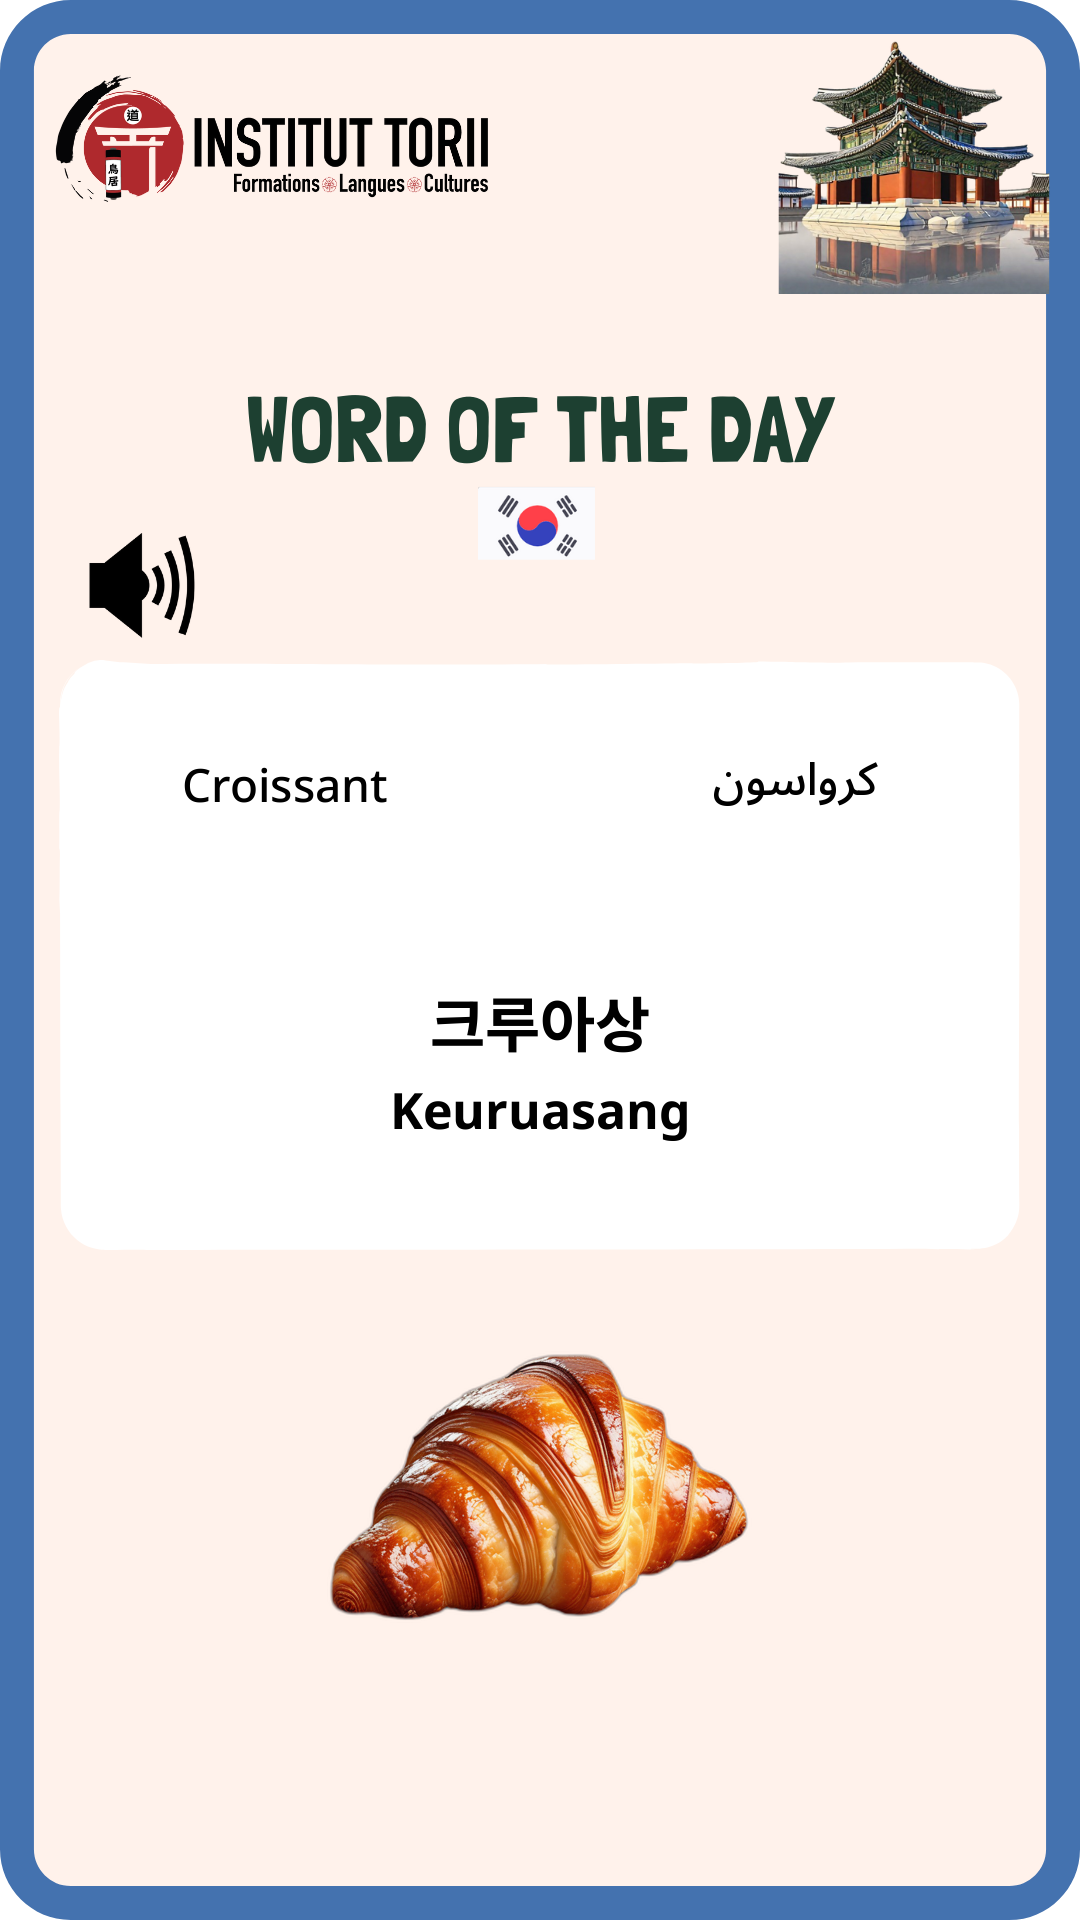 道
鳥居
INSTITUT TORII
Formations Langues Cultures
WORD OF THE DAY
Croissant
كرواسون
크루아상
Keuruasang